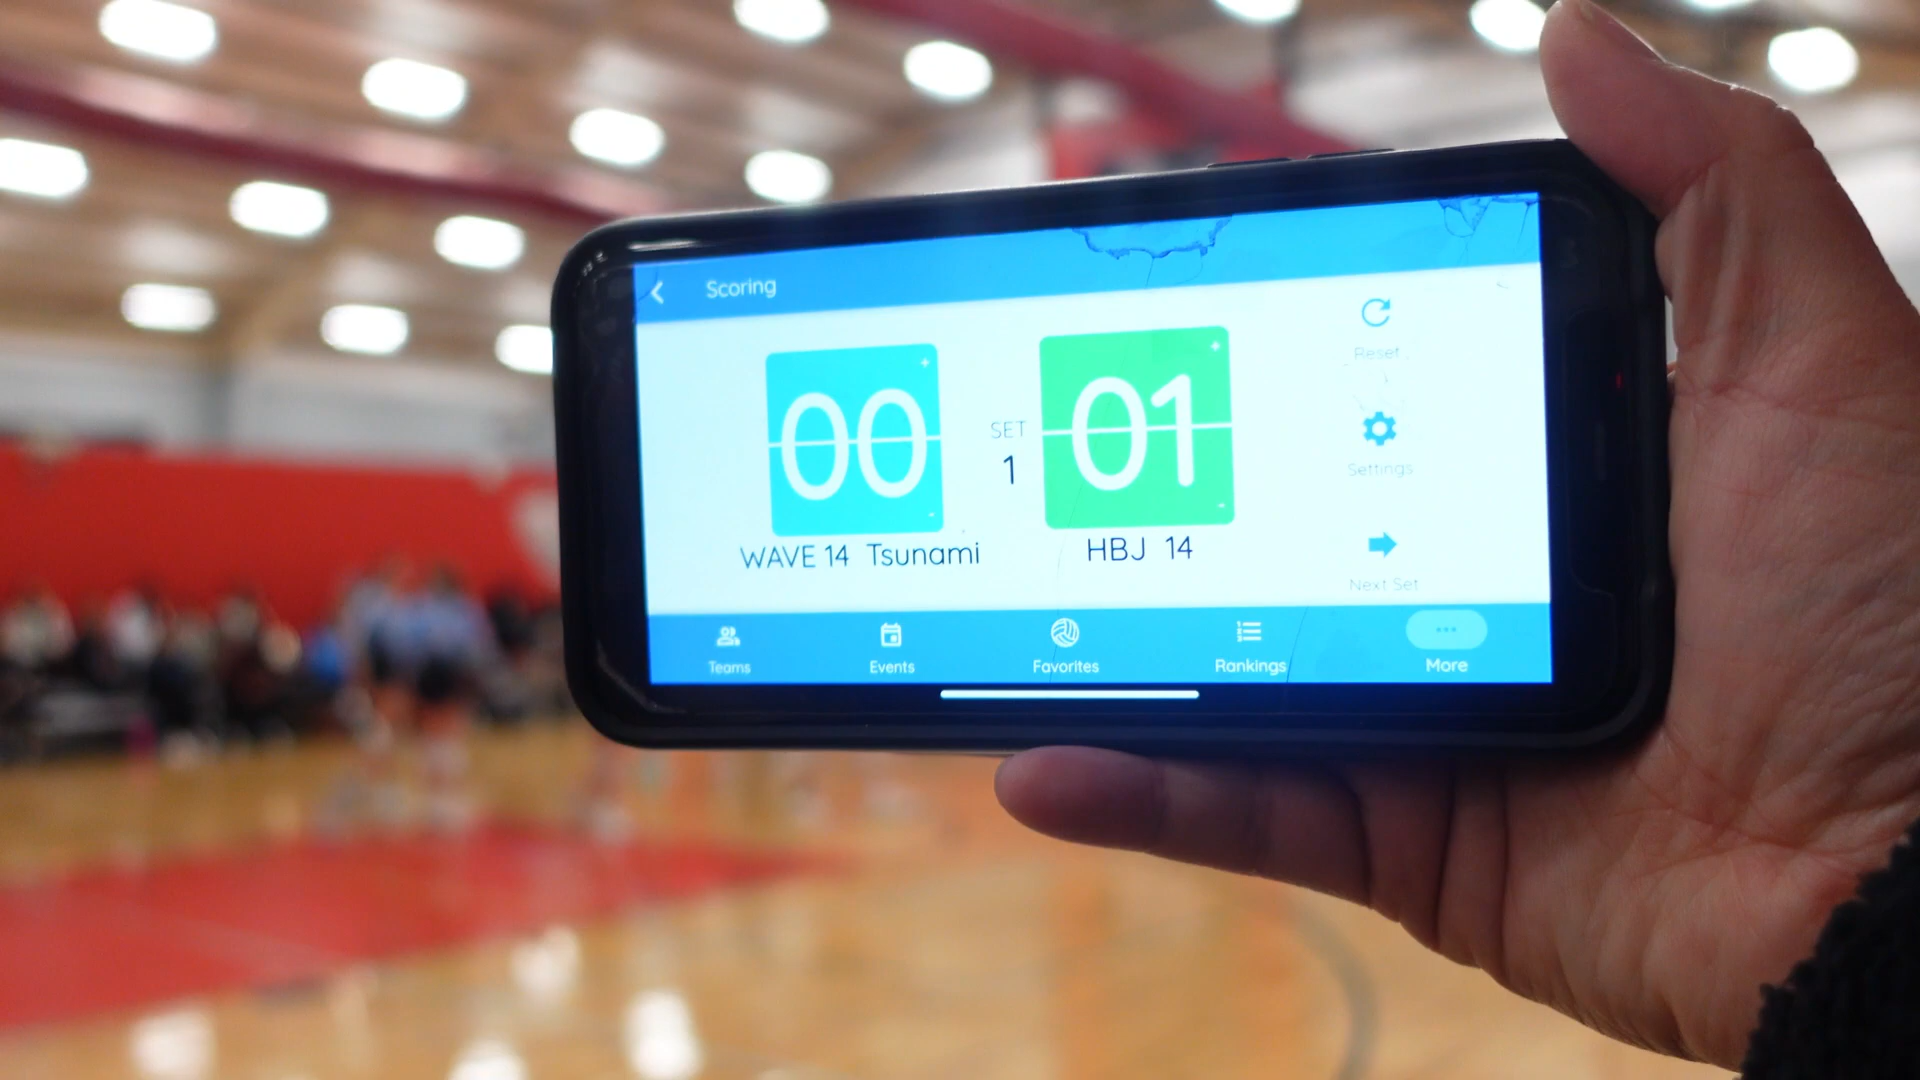 Scoring
00
SET
1
01
WAVE 14 Tsunami
HBJ 14
Reset
Settings
Next Set
Teams
Events
Favorites
Rankings
More